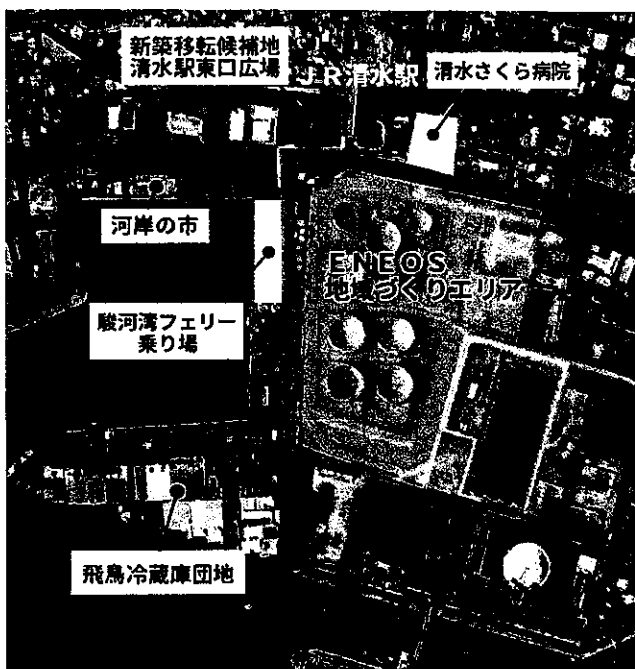 新築移転候補地
清水駅東口広場
JR清水駅
清水さくら病院
河岸の市
ENEOS
地域づくりエリア
駿河湾フェリー
乗り場
飛島冷蔵庫団地